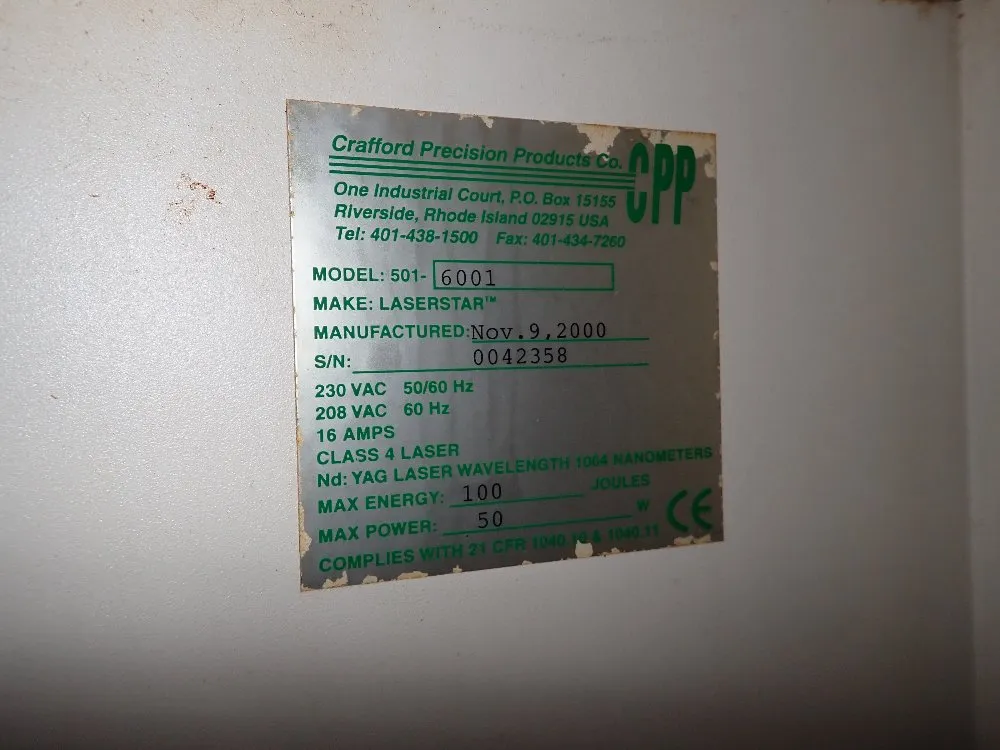 Crafford Precision Products Co.
CPP
One Industrial Court, P.O. Box 15155
Riverside, Rhode Island 02915 USA
Tel: 401-438-1500 Fax: 401-434-7260
MODEL: 501- 6001
MAKE: LASERSTAR™
MANUFACTURED: Nov.9,2000
S/N: 0042358
230 VAC 50/60 Hz
208 VAC 60 Hz
16 AMPS
CLASS 4 LASER
Nd: YAG LASER WAVELENGTH 1064 NANOMETERS
MAX ENERGY: 100 JOULES
MAX POWER: 50 W
CE
COMPLIES WITH 21 CFR 1040.10 & 1040.11